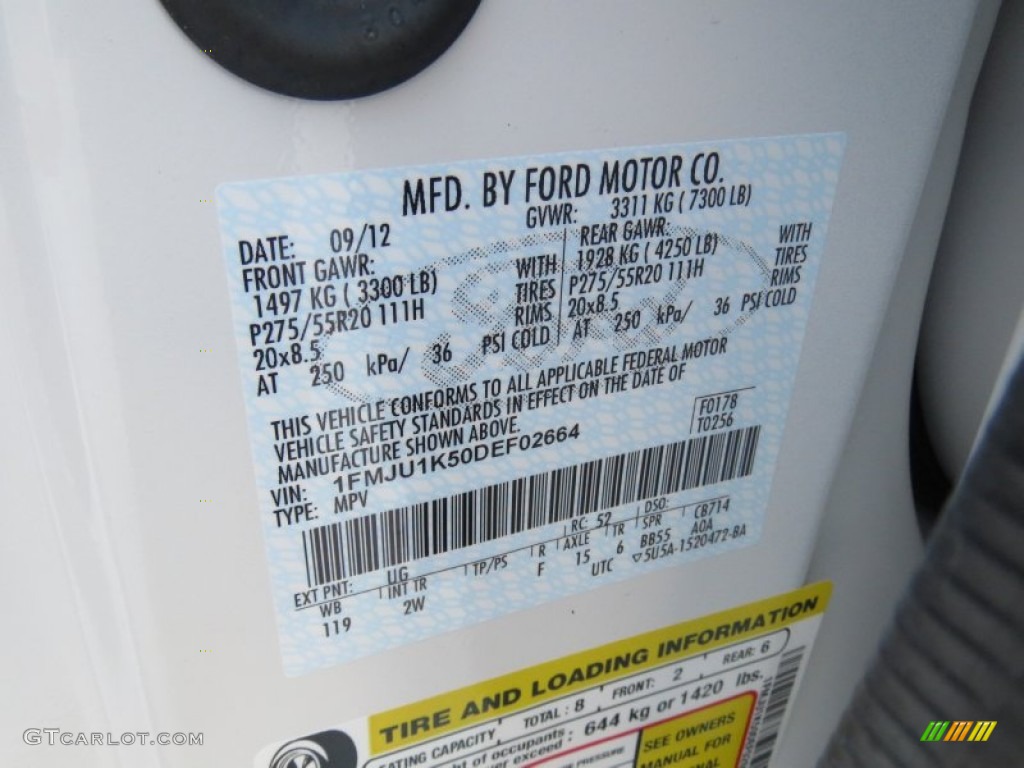 MFD. BY FORD MOTOR CO.
DATE: 09/12 GVWR: 3311 KG ( 7300 LB)
FRONT GAWR: REAR GAWR:
1497 KG ( 3300 LB) WITH 1928 KG ( 4250 LB) WITH
P275/55R20 111H TIRES P275/55R20 111H TIRES
20x8.5 RIMS 20x8.5 RIMS
AT 250 kPa/ 36 PSI COLD AT 250 kPa/ 36 PSI COLD
THIS VEHICLE CONFORMS TO ALL APPLICABLE FEDERAL MOTOR
VEHICLE SAFETY STANDARDS IN EFFECT ON THE DATE OF
MANUFACTURE SHOWN ABOVE.
F0178
T0256
VIN: 1FMJU1K50DEF02664
TYPE: MPV
EXT PNT: UG RC: 52 DSO:
WB INT TR TP/PS R AXLE TR SPR CB714
119 2W F 15 6 BB55 A0A
UTC ▽5U5A-1520472-BA
TIRE AND LOADING INFORMATION
SEATING CAPACITY TOTAL : 8 FRONT: 2 REAR: 6
of occupants
exceed : 644 kg or 1420 lbs.
SEE OWNERS
MANUAL FOR
ADDITIONAL
GTCarLot.com